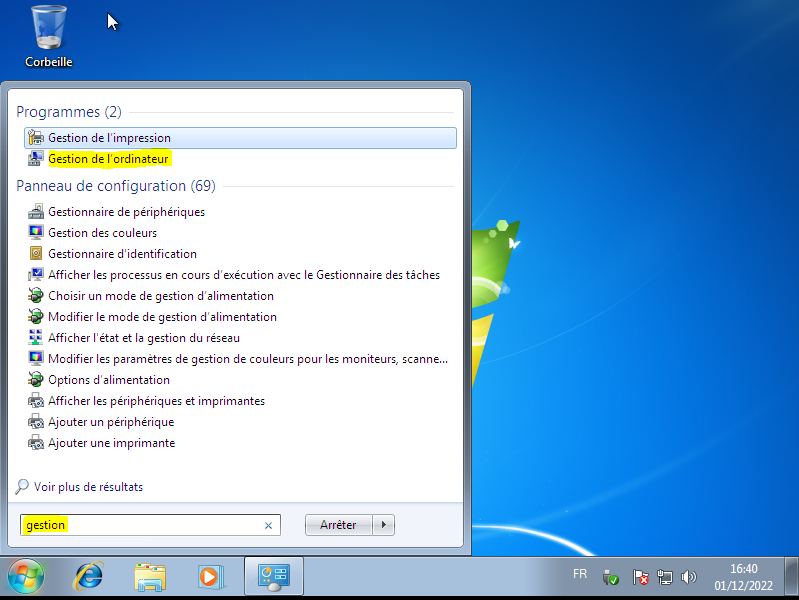 Corbeille
Programmes (2)
Gestion de l'impression
Gestion de l'ordinateur
Panneau de configuration (69)
Gestionnaire de périphériques
Gestion des couleurs
Gestionnaire d'identification
Afficher les processus en cours d'exécution avec le Gestionnaire des tâches
Choisir un mode de gestion d'alimentation
Modifier le mode de gestion d'alimentation
Afficher l'état et la gestion du réseau
Modifier les paramètres de gestion de couleurs pour les moniteurs, scanne...
Options d'alimentation
Afficher les périphériques et imprimantes
Ajouter un périphérique
Ajouter une imprimante
Voir plus de résultats
gestion
Arrêter
FR
16:40
01/12/2022